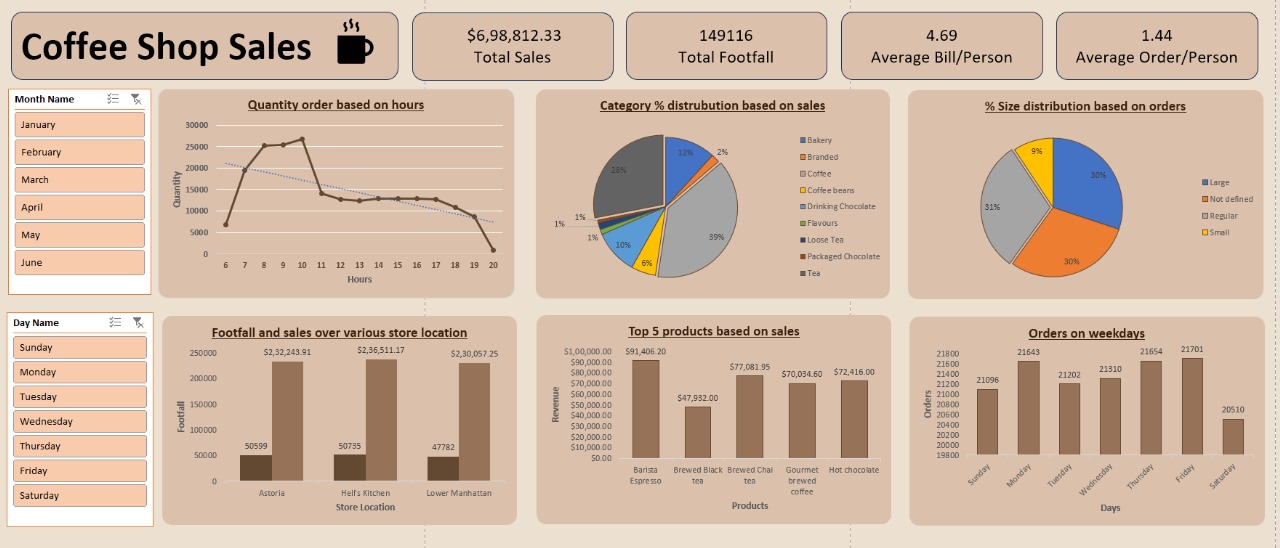 Coffee Shop Sales
$6,98,812.33
Total Sales
149116
Total Footfall
4.69
Average Bill/Person
1.44
Average Order/Person
Month Name
January
February
March
April
May
June
Quantity order based on hours
30000
25000
20000
15000
10000
5000
0
Quantity
6 7 8 9 10 11 12 13 14 15 16 17 18 19 20
Hours
Category % distrubution based on sales
12%
2%
39%
6%
10%
1%
1%
1%
28%
Bakery
Branded
Coffee
Coffee beans
Drinking Chocolate
Flavours
Loose Tea
Packaged Chocolate
Tea
% Size distribution based on orders
9%
30%
31%
30%
Large
Not defined
Regular
Small
Day Name
Sunday
Monday
Tuesday
Wednesday
Thursday
Friday
Saturday
Footfall and sales over various store location
250000
200000
150000
100000
50000
0
Footfall
$2,32,243.91
$2,36,511.17
$2,30,057.25
50599
50735
47782
Astoria
Hell's Kitchen
Lower Manhattan
Store Location
Top 5 products based on sales
$1,00,000.00
$90,000.00
$80,000.00
$70,000.00
$60,000.00
$50,000.00
$40,000.00
$30,000.00
$20,000.00
$10,000.00
$0.00
Revenue
$91,406.20
$47,932.00
$77,081.95
$70,034.60
$72,416.00
Barista
Espresso
Brewed Black
tea
Brewed Chai
tea
Gourmet
brewed
coffee
Hot chocolate
Products
Orders on weekdays
21800
21600
21400
21200
21000
20800
20600
20400
20200
20000
19800
Orders
21096
21643
21202
21310
21654
21701
20510
Sunday
Monday
Tuesday
Wednesday
Thursday
Friday
Saturday
Days